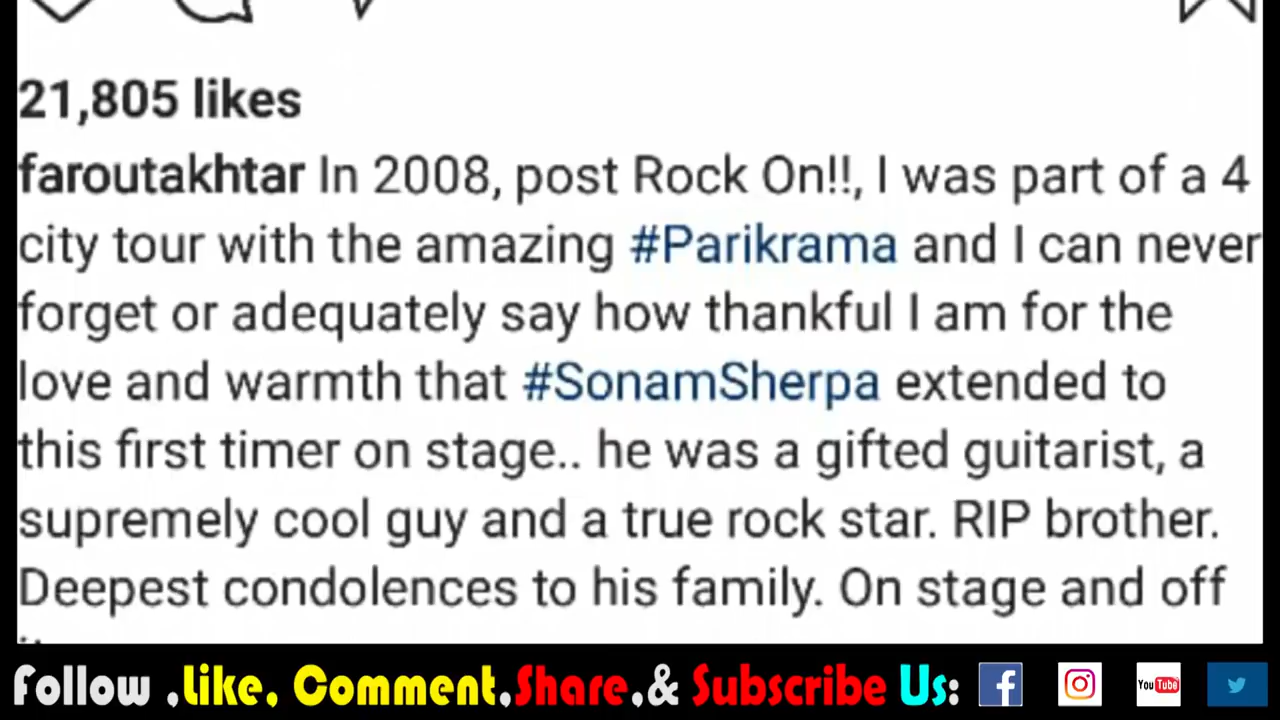 21,805 likes
faroutakhtar In 2008, post Rock On!!, I was part of a 4
city tour with the amazing #Parikrama and I can never
forget or adequately say how thankful I am for the
love and warmth that #SonamSherpa extended to
this first timer on stage.. he was a gifted guitarist, a
supremely cool guy and a true rock star. RIP brother.
Deepest condolences to his family. On stage and off
Follow ,Like, Comment,Share,& Subscribe Us:
You Tube